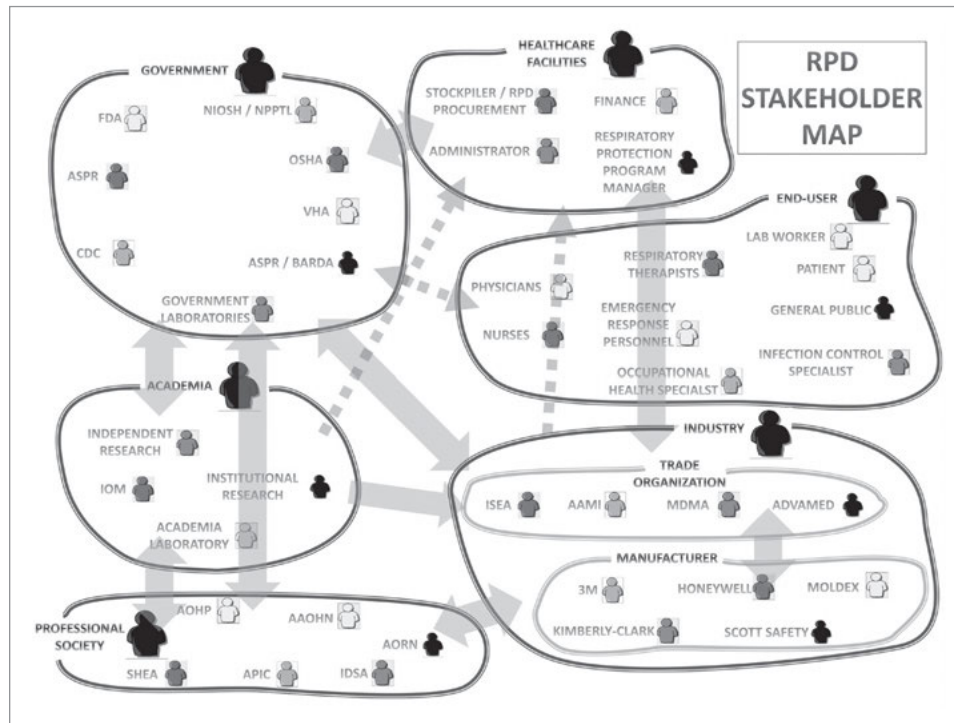 RPD
STAKEHOLDER
MAP
GOVERNMENT
FDA
NIOSH / NPPTL
OSHA
ASPR
VHA
CDC
ASPR / BARDA
GOVERNMENT
LABORATORIES
HEALTHCARE
FACILITIES
STOCKPILER / RPD
PROCUREMENT
FINANCE
ADMINISTRATOR
RESPIRATORY
PROTECTION
PROGRAM
MANAGER
END-USER
LAB WORKER
RESPIRATORY
THERAPISTS
PATIENT
PHYSICIANS
EMERGENCY
RESPONSE
PERSONNEL
GENERAL PUBLIC
NURSES
OCCUPATIONAL
HEALTH SPECIALIST
INFECTION CONTROL
SPECIALIST
ACADEMIA
INDEPENDENT
RESEARCH
IOM
INSTITUTIONAL
RESEARCH
ACADEMIA
LABORATORY
INDUSTRY
TRADE
ORGANIZATION
ISEA
AAMI
MDMA
ADVAMED
MANUFACTURER
3M
HONEYWELL
MOLDEX
KIMBERLY-CLARK
SCOTT SAFETY
PROFESSIONAL
SOCIETY
AOHP
AAOHN
AORN
SHEA
APIC
IDSA